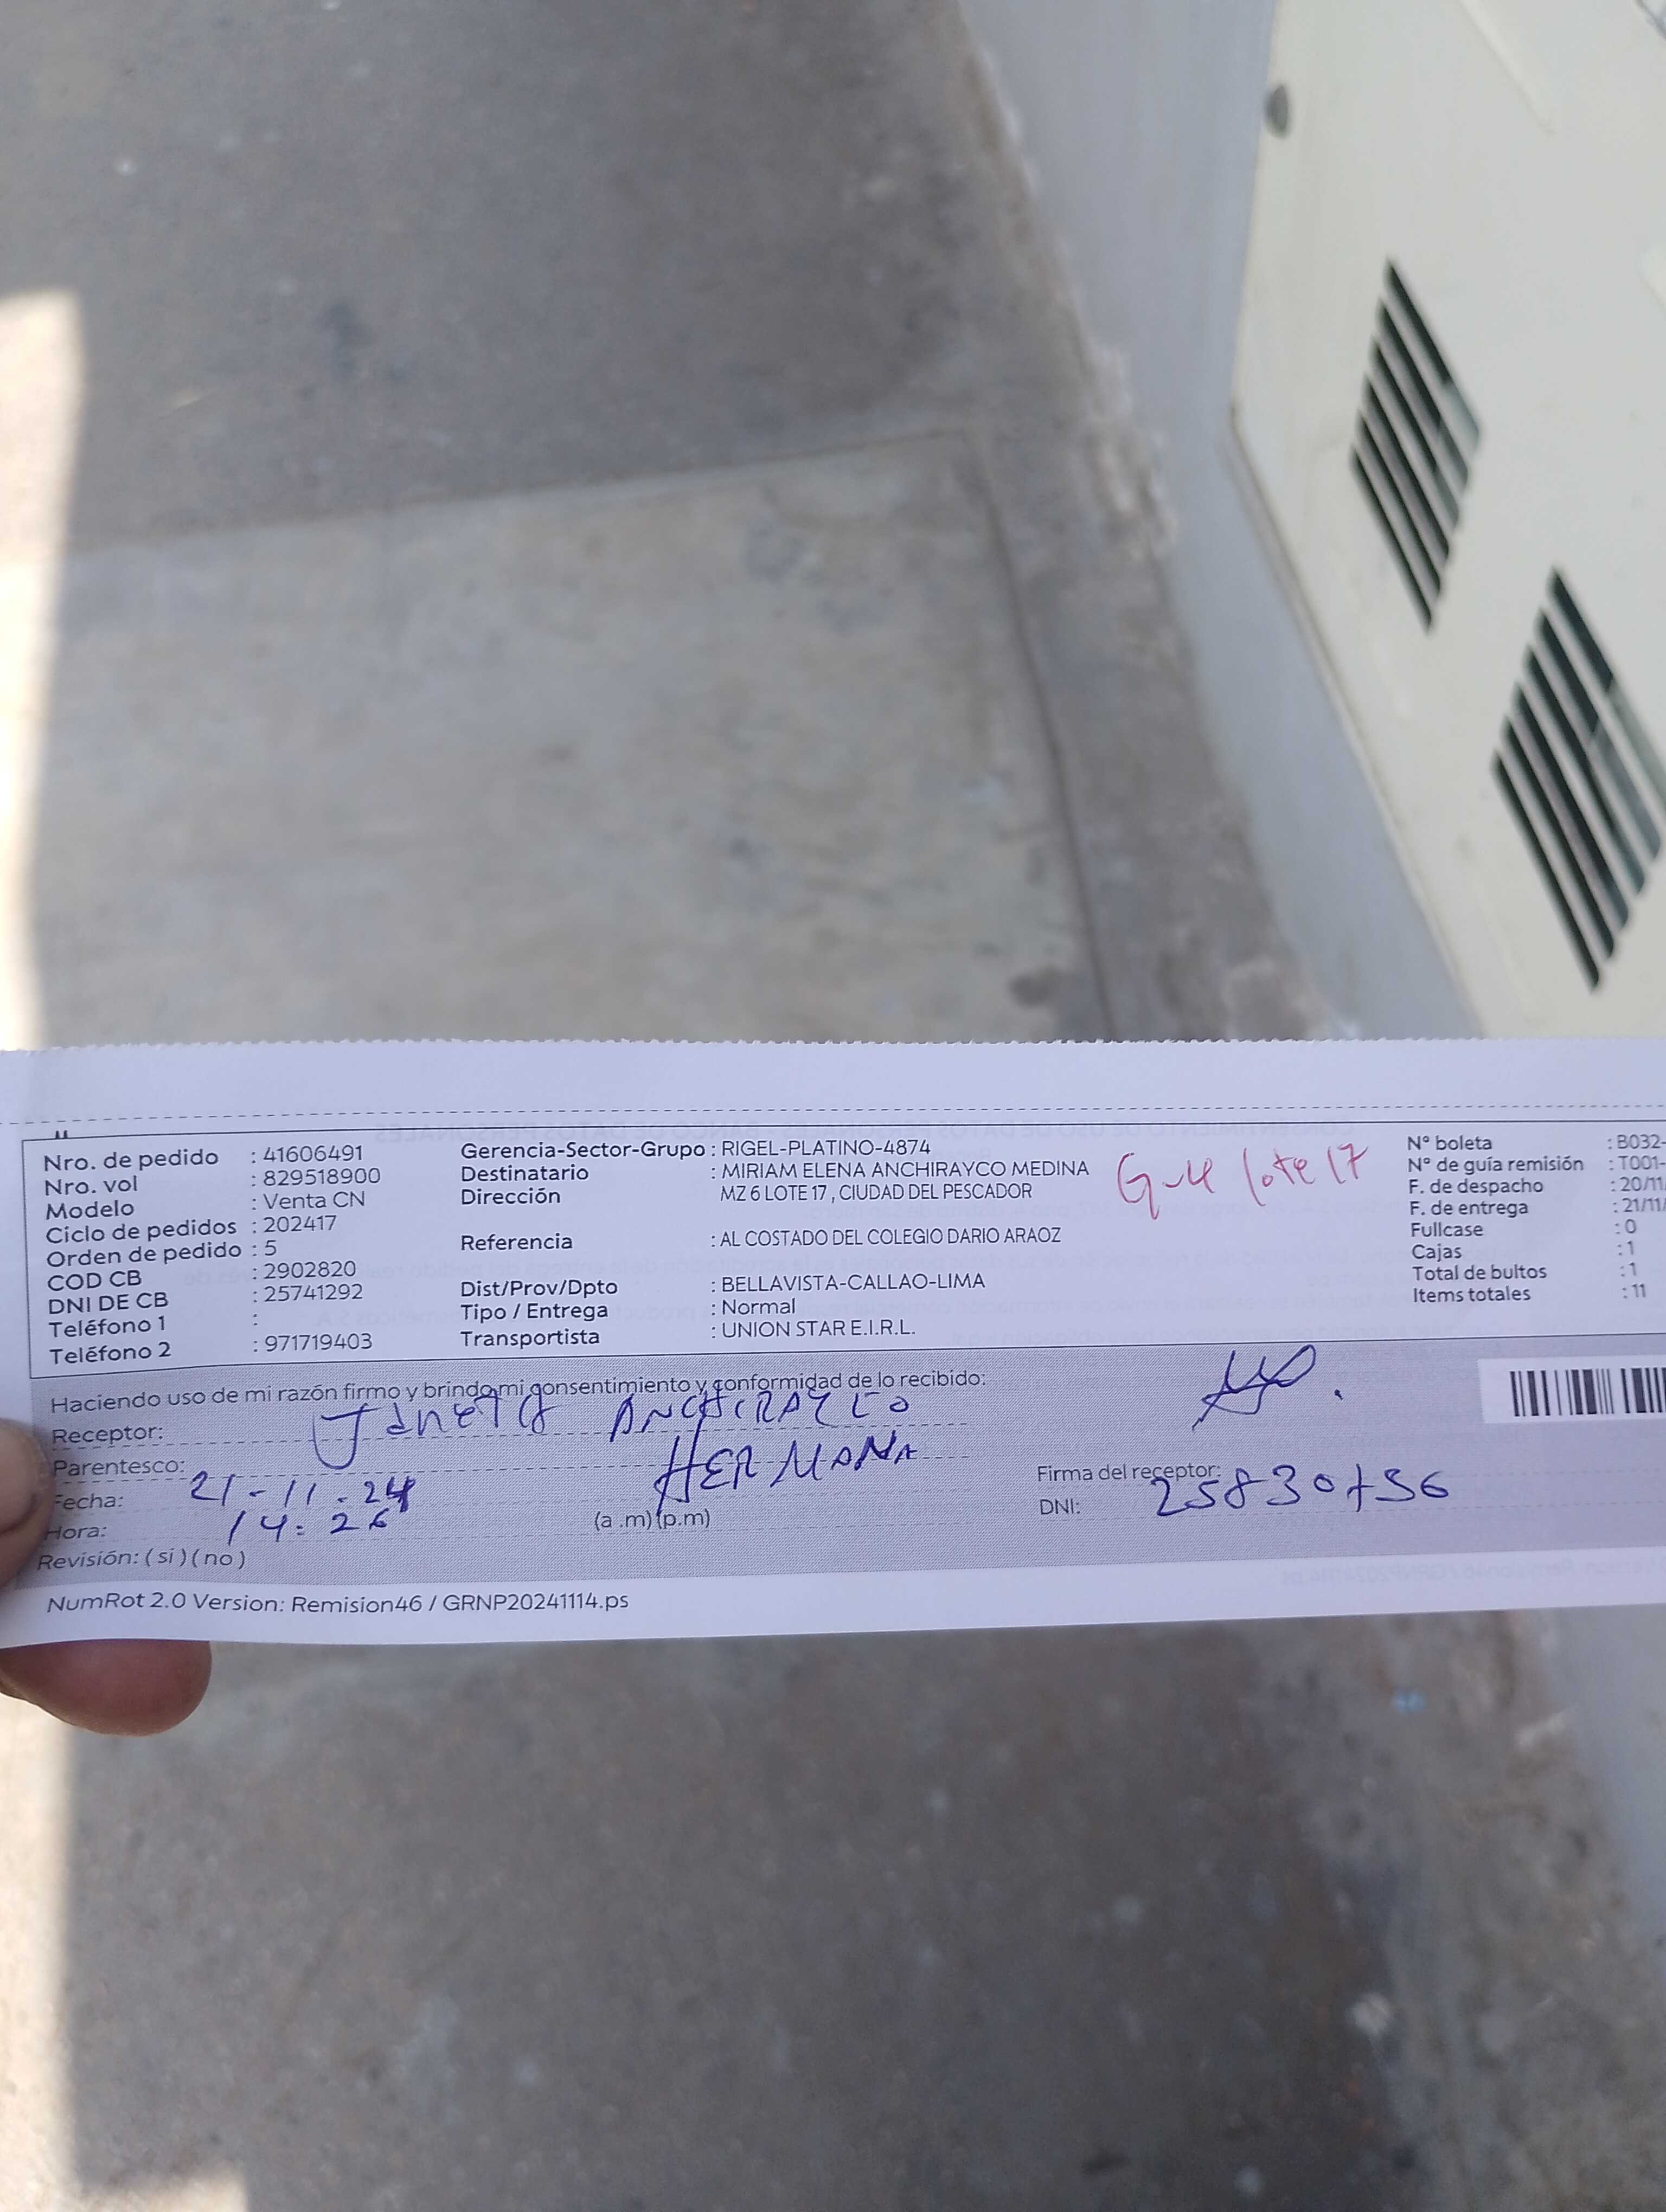 Nro. de pedido : 41606491
Nro. vol : 829518900
Modelo : Venta CN
Ciclo de pedidos : 202417
Orden de pedido : 5
COD CB : 2902820
DNI DE CB : 25741292
Teléfono 1 :
Teléfono 2 : 971719403
Gerencia-Sector-Grupo : RIGEL-PLATINO-4874
Destinatario : MIRIAM ELENA ANCHIRAYCO MEDINA
Dirección MZ 6 LOTE 17 , CIUDAD DEL PESCADOR
Referencia : AL COSTADO DEL COLEGIO DARIO ARAOZ
Dist/Prov/Dpto : BELLAVISTA-CALLAO-LIMA
Tipo / Entrega : Normal
Transportista : UNION STAR E.I.R.L.
G-4 lote 17
N° boleta : B032-
N° de guía remisión : T001-
F. de despacho : 20/11/
F. de entrega : 21/11/
Fullcase : 0
Cajas : 1
Total de bultos : 1
Items totales : 11
Haciendo uso de mi razón firmo y brindo mi consentimiento y conformidad de lo recibido:
Receptor: ANCHIRAYCO
Parentesco: HERMANA
Fecha: 21-11-24
Hora: 14:26 (a .m) (p.m)
Revisión: ( si ) ( no )
Firma del receptor:
DNI:
NumRot 2.0 Version: Remision46 / GRNP20241114.ps